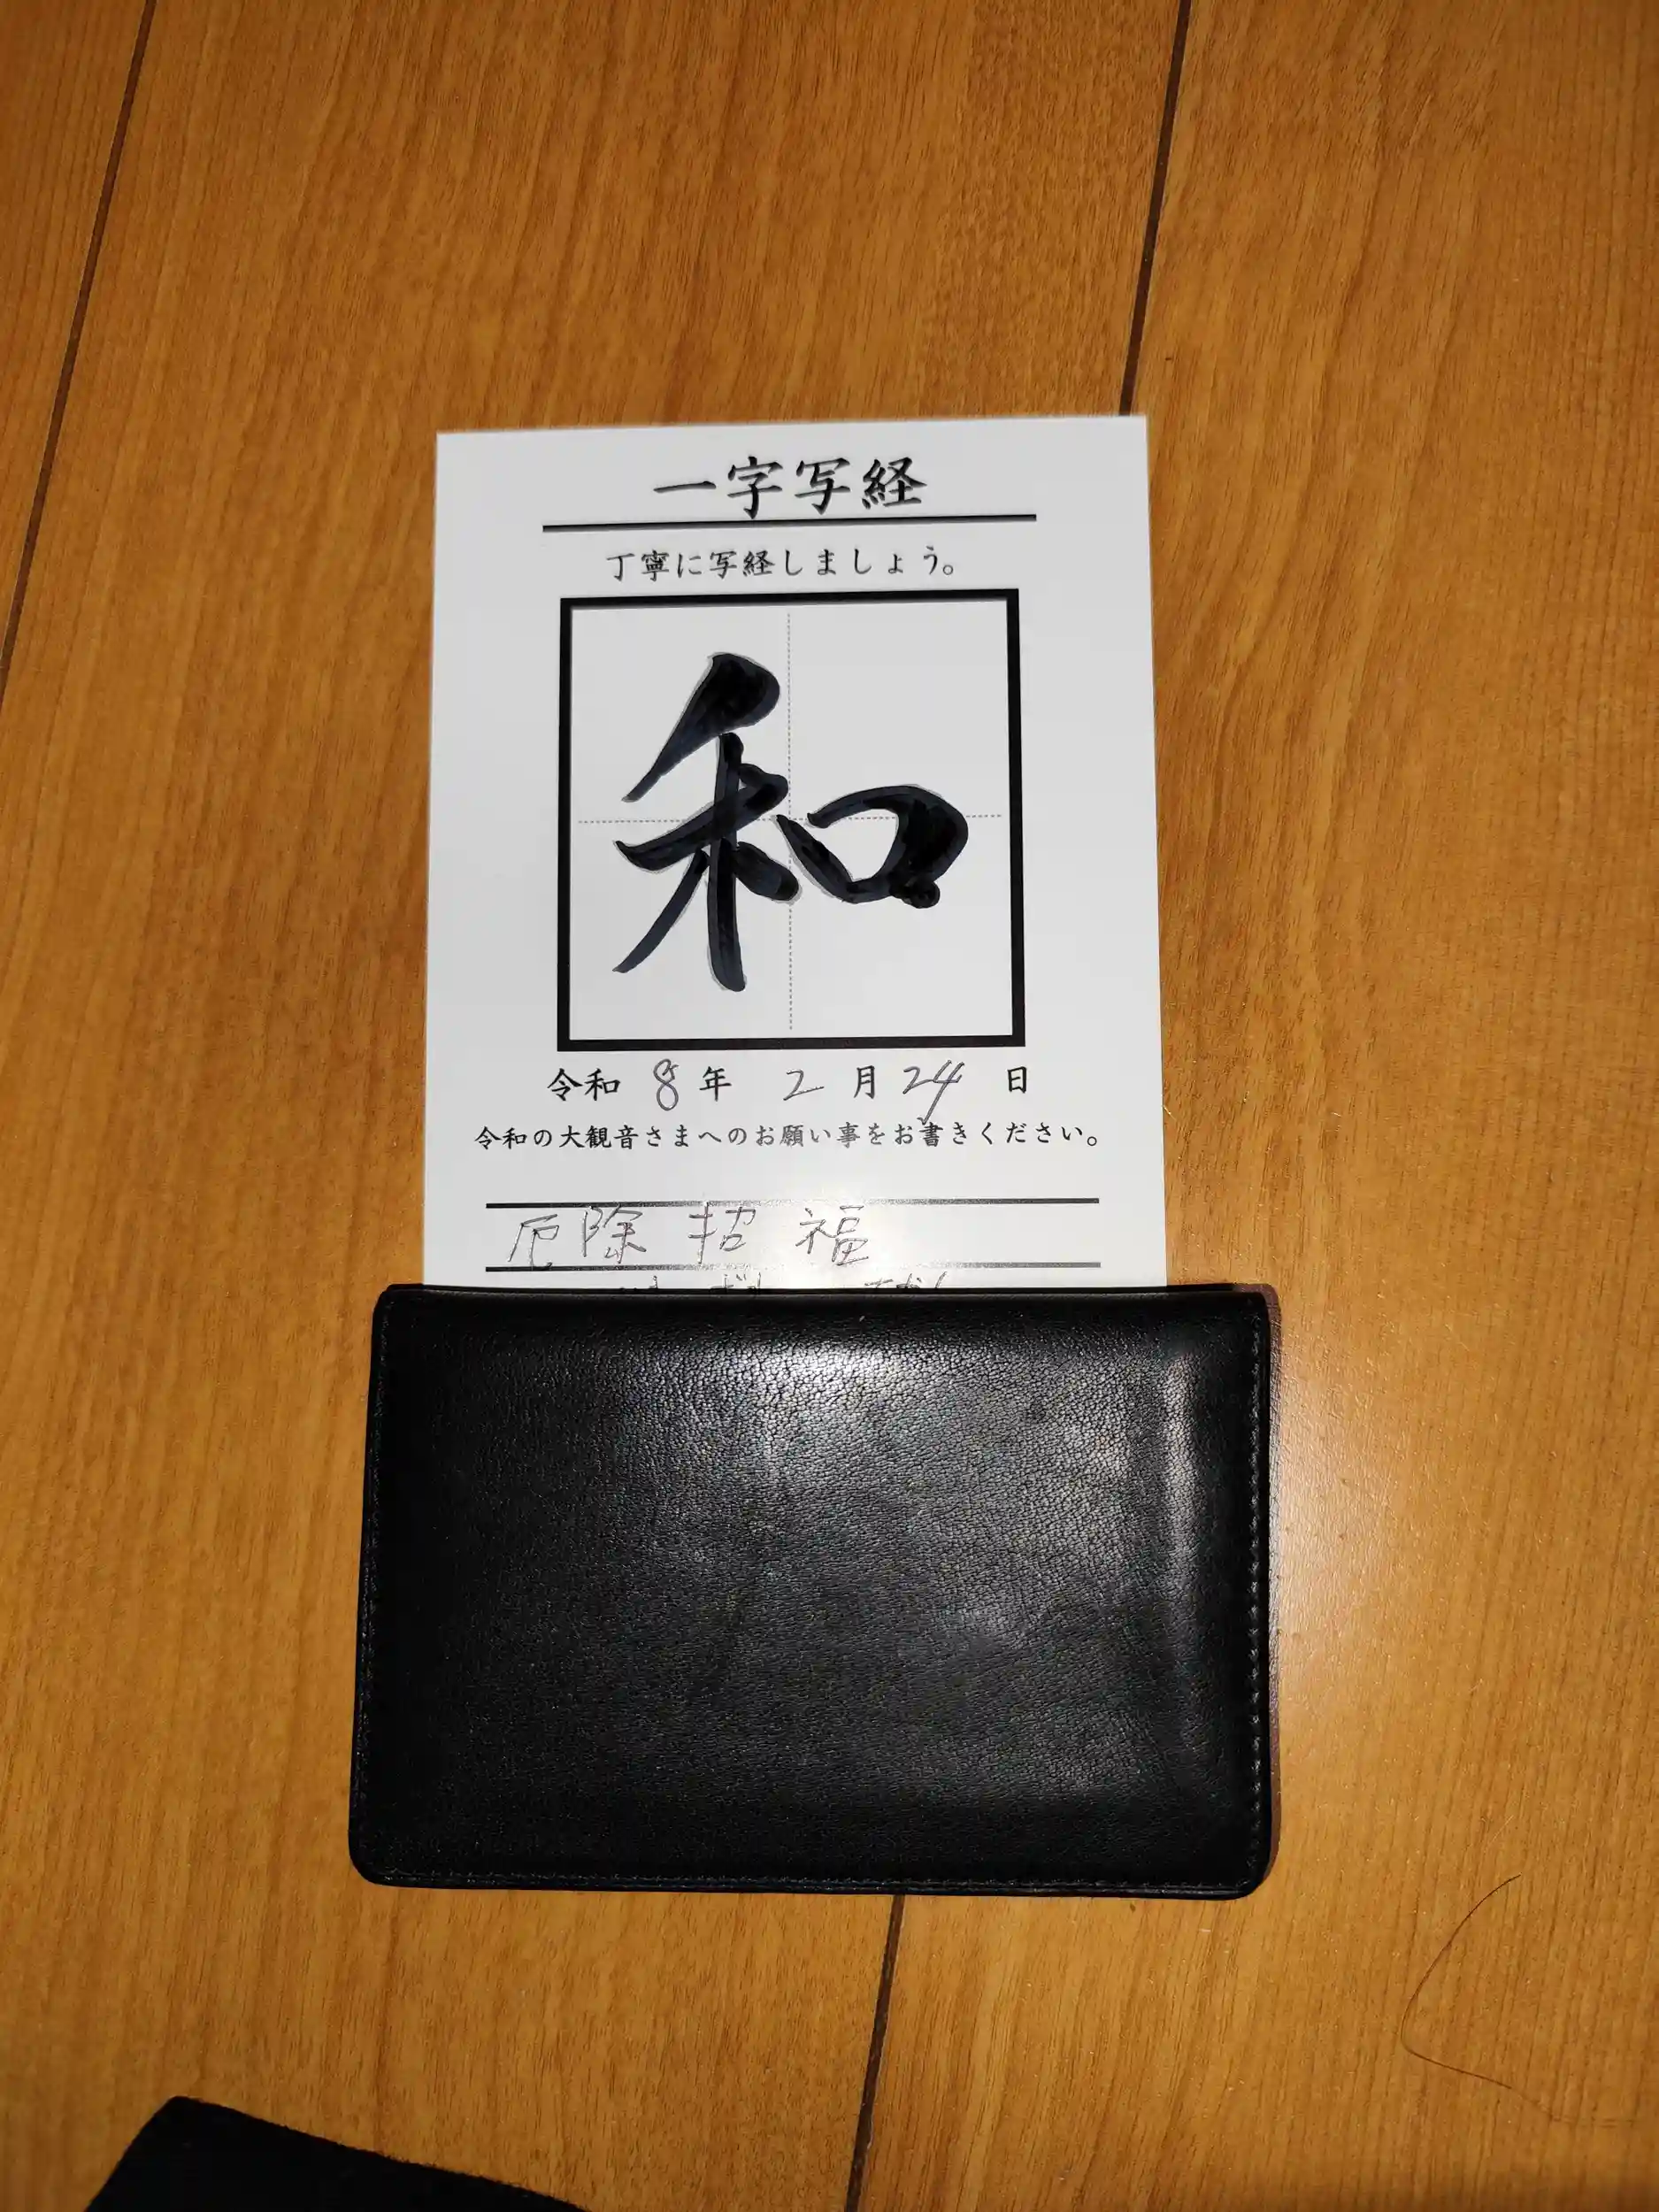 一字写経
丁寧に写経しましょう。
和
令和 8 年 2 月 24 日
令和の大観音さまへのお願い事をお書きください。
厄除 招 福